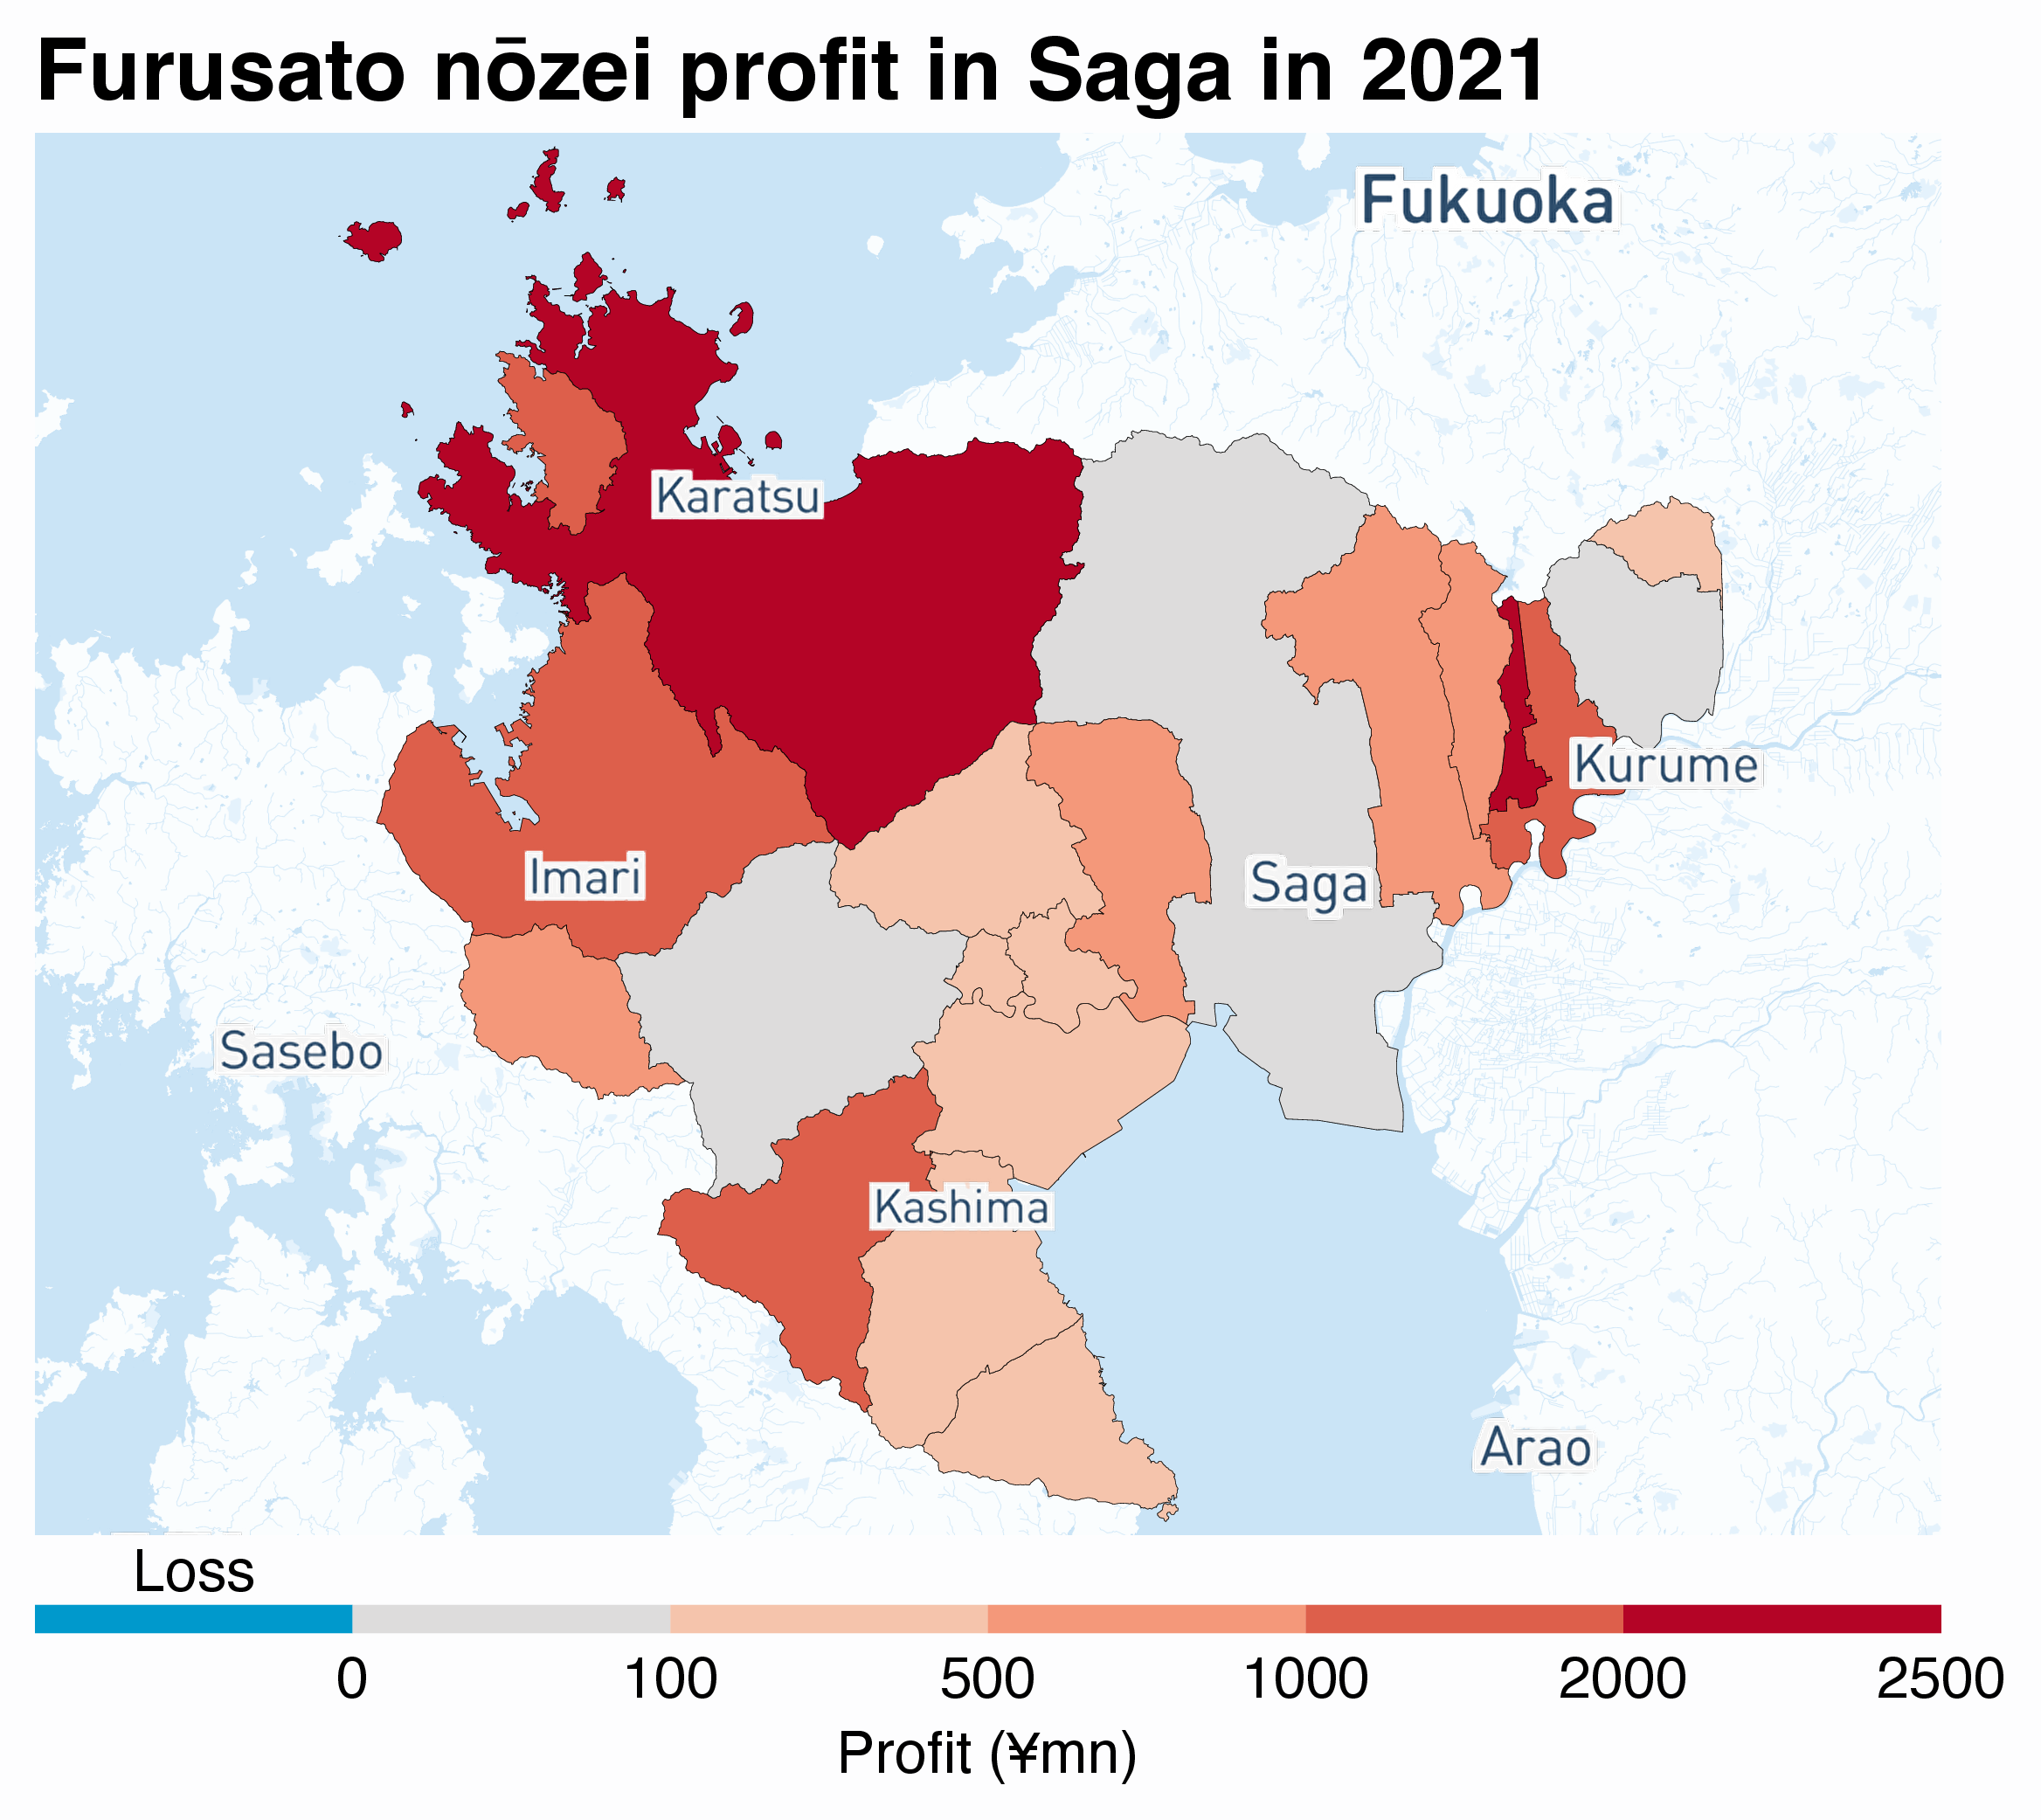 Furusato nōzei profit in Saga in 2021
Fukuoka
Karatsu
Kurume
Imari
Saga
Sasebo
Kashima
Arao
Loss
0 100 500 1000 2000 2500
Profit (¥mn)